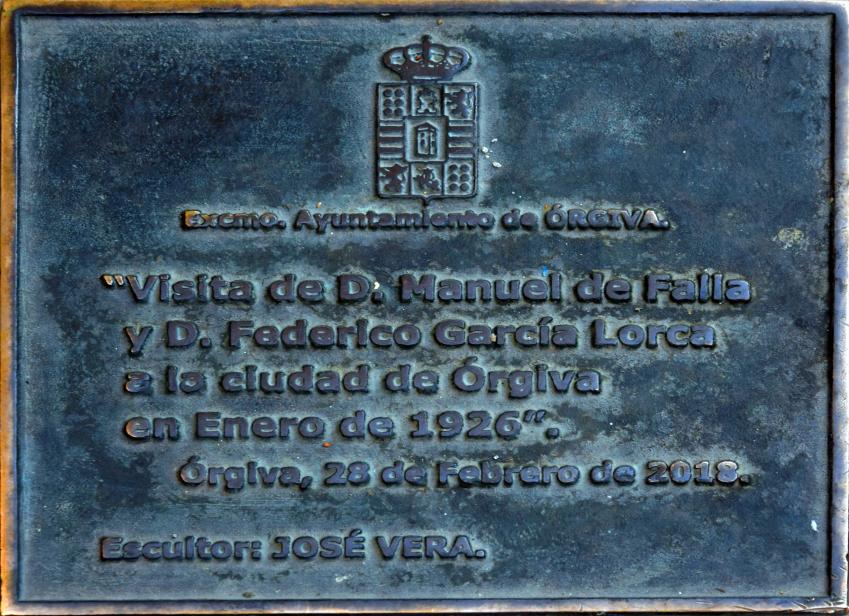 Excmo. Ayuntamiento de ÓRGIVA.
"Visita de D. Manuel de Falla
y D. Federico García Lorca
a la ciudad de Órgiva
en Enero de 1926".
Órgiva, 28 de Febrero de 2018.
Escultor: JOSÉ VERA.